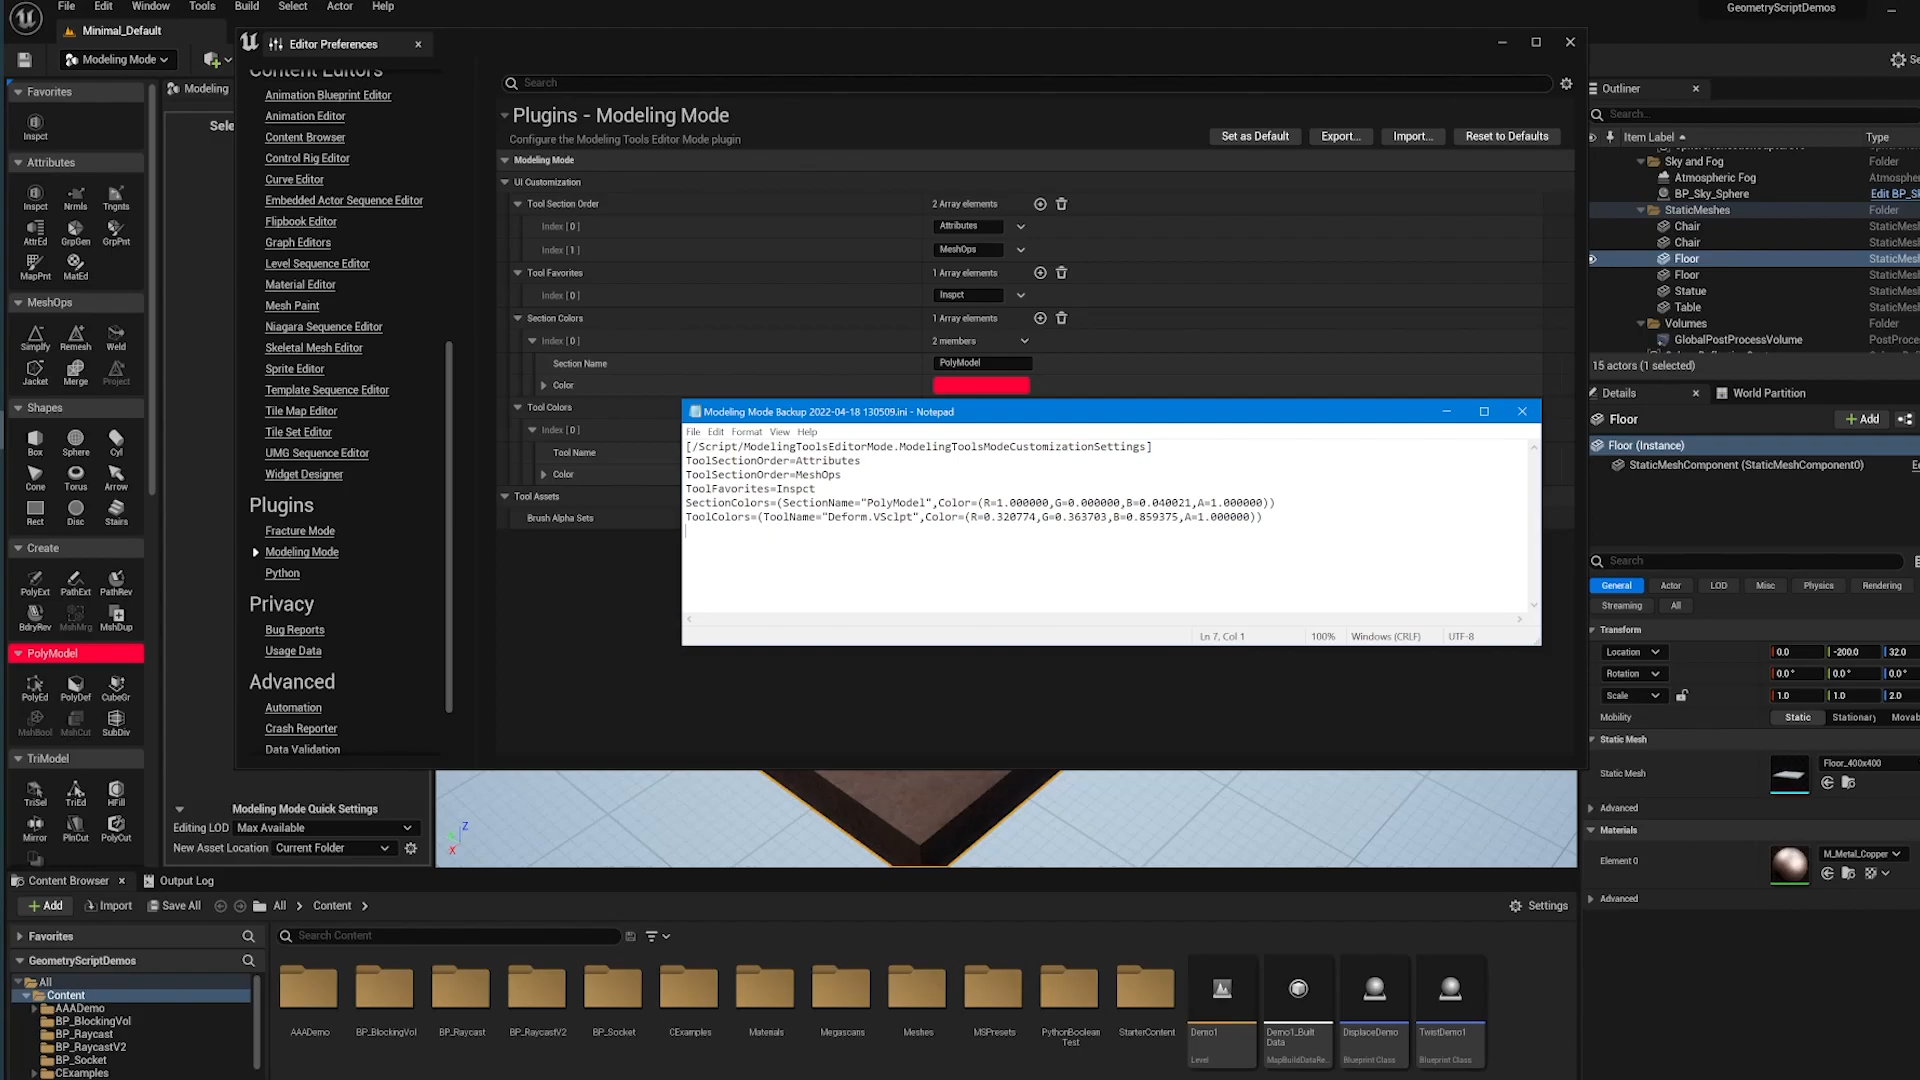 File Edit Window Tools Build Select Actor Help
GeometryScriptDemos
Minimal_Default
Modeling Mode
Favorites
Inspct
Attributes
Inspct Nrmls Tngnts
AttrEd GrpGen GrpPnt
MapPnt MatEd
MeshOps
Simplfy Remesh Weld
Jacket Merge Project
Shapes
Box Sphere Cyl
Cone Torus Arrow
Rect Disc Stairs
Create
PolyExt PathExt PathRev
BdryRev MshMrg MshDup
PolyModel
PolyEd PolyDef CubeGr
MshBool MshCut SubDiv
TriModel
TriSel TriEd HFill
Mirror PlnCut PolyCut
Modeling
Sele
Modeling Mode Quick Settings
Editing LOD Max Available
New Asset Location Current Folder
Editor Preferences
Content Editors
Animation Blueprint Editor
Animation Editor
Content Browser
Control Rig Editor
Curve Editor
Embedded Actor Sequence Editor
Flipbook Editor
Graph Editors
Level Sequence Editor
Material Editor
Mesh Paint
Niagara Sequence Editor
Skeletal Mesh Editor
Sprite Editor
Template Sequence Editor
Tile Map Editor
Tile Set Editor
UMG Sequence Editor
Widget Designer
Plugins
Fracture Mode
Modeling Mode
Python
Privacy
Bug Reports
Usage Data
Advanced
Automation
Crash Reporter
Data Validation
Search
Plugins - Modeling Mode
Configure the Modeling Tools Editor Mode plugin
Set as Default Export... Import... Reset to Defaults
Modeling Mode
UI Customization
Tool Section Order 2 Array elements
Index [ 0 ] Attributes
Index [ 1 ] MeshOps
Tool Favorites 1 Array elements
Index [ 0 ] Inspct
Section Colors 1 Array elements
Index [ 0 ] 2 members
Section Name PolyModel
Color
Tool Colors
Index [ 0 ]
Tool Name
Color
Tool Assets
Brush Alpha Sets
Modeling Mode Backup 2022-04-18 130509.ini - Notepad
File Edit Format View Help
[/Script/ModelingToolsEditorMode.ModelingToolsModeCustomizationSettings]
ToolSectionOrder=Attributes
ToolSectionOrder=MeshOps
ToolFavorites=Inspct
SectionColors=(SectionName="PolyModel",Color=(R=1.000000,G=0.000000,B=0.040021,A=1.000000))
ToolColors=(ToolName="Deform.VSclpt",Color=(R=0.320774,G=0.363703,B=0.859375,A=1.000000))
Ln 7, Col 1 100% Windows (CRLF) UTF-8
Z
X
Outliner
Search...
Item Label Type
Sky and Fog Folder
Atmospheric Fog Atmosphe
BP_Sky_Sphere Edit BP_Sk
StaticMeshes Folder
Chair StaticMesh
Chair StaticMesh
Floor StaticMesh
Floor StaticMesh
Statue StaticMesh
Table StaticMesh
Volumes Folder
GlobalPostProcessVolume PostProces
15 actors (1 selected)
Details World Partition
Floor Add
Floor (Instance)
StaticMeshComponent (StaticMeshComponent0)
Search
General Actor LOD Misc Physics Rendering
Streaming All
Transform
Location 0.0 -200.0 32.0
Rotation 0.0° 0.0° 0.0°
Scale 1.0 1.0 2.0
Mobility Static Stationary Movab
Static Mesh
Static Mesh Floor_400x400
Advanced
Materials
Element 0 M_Metal_Copper
Advanced
Content Browser Output Log
Add Import Save All All Content
Settings
Favorites
Search Content
GeometryScriptDemos
All
Content
AAADemo
BP_BlockingVol
BP_Raycast
BP_RaycastV2
BP_Socket
CExamples
AAADemo BP_BlockingVol BP_Raycast BP_RaycastV2 BP_Socket CExamples Materials Megascans Meshes MSPresets PythonBoolean Test StarterContent
Demo1 Level
Demo1_Built Data MapBuildDataRe...
DisplaceDemo Blueprint Class
TwistDemo1 Blueprint Class